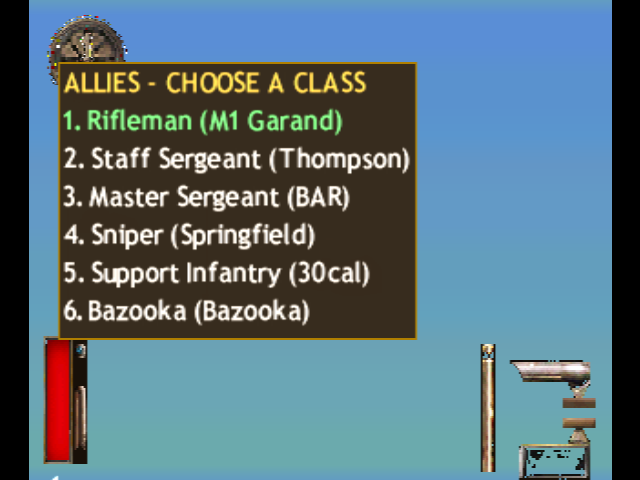 ALLIES - CHOOSE A CLASS
1. Rifleman (M1 Garand)
2. Staff Sergeant (Thompson)
3. Master Sergeant (BAR)
4. Sniper (Springfield)
5. Support Infantry (30cal)
6. Bazooka (Bazooka)